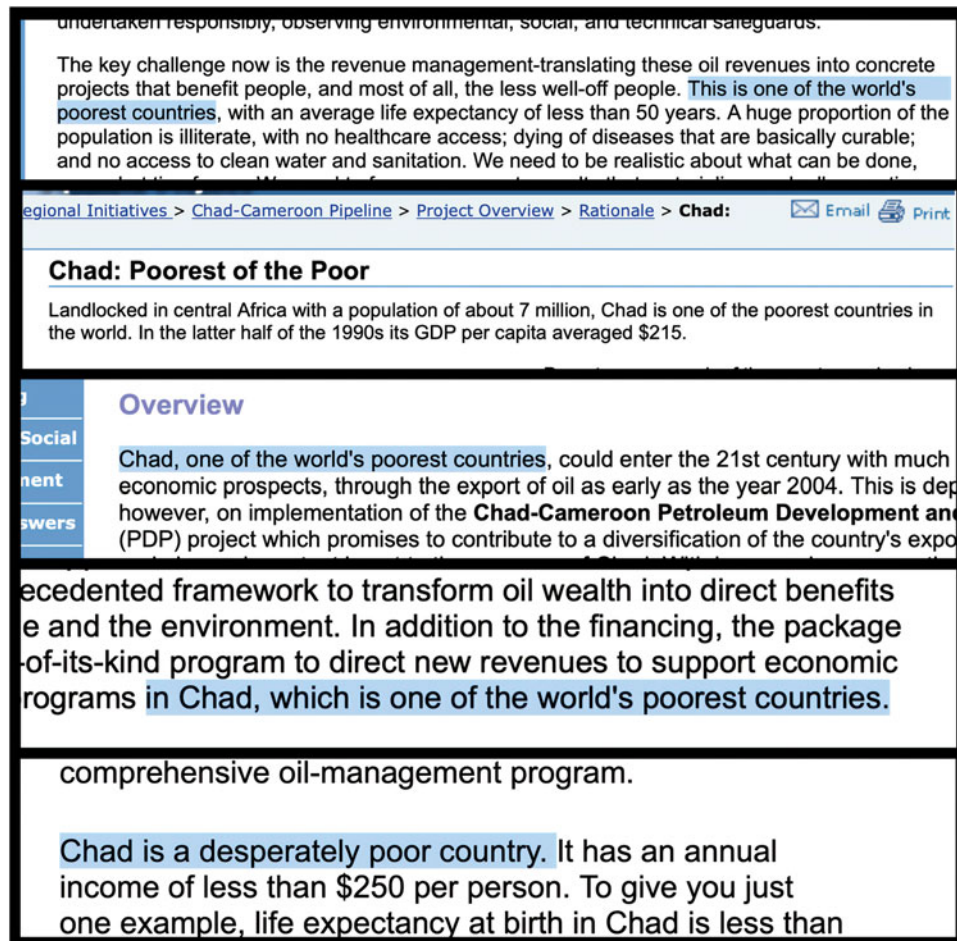 undertaken responsibly, observing environmental, social, and technical safeguards.
The key challenge now is the revenue management-translating these oil revenues into concrete
projects that benefit people, and most of all, the less well-off people. This is one of the world's
poorest countries, with an average life expectancy of less than 50 years. A huge proportion of the
population is illiterate, with no healthcare access; dying of diseases that are basically curable;
and no access to clean water and sanitation. We need to be realistic about what can be done,
egional Initiatives > Chad-Cameroon Pipeline > Project Overview > Rationale > Chad: Email Print
Chad: Poorest of the Poor
Landlocked in central Africa with a population of about 7 million, Chad is one of the poorest countries in
the world. In the latter half of the 1990s its GDP per capita averaged $215.
Overview
Social
ment
swers
Chad, one of the world's poorest countries, could enter the 21st century with much
economic prospects, through the export of oil as early as the year 2004. This is dep
however, on implementation of the Chad-Cameroon Petroleum Development and
(PDP) project which promises to contribute to a diversification of the country's expo
ecedented framework to transform oil wealth into direct benefits
e and the environment. In addition to the financing, the package
-of-its-kind program to direct new revenues to support economic
rograms in Chad, which is one of the world's poorest countries.
comprehensive oil-management program.
Chad is a desperately poor country. It has an annual
income of less than $250 per person. To give you just
one example, life expectancy at birth in Chad is less than